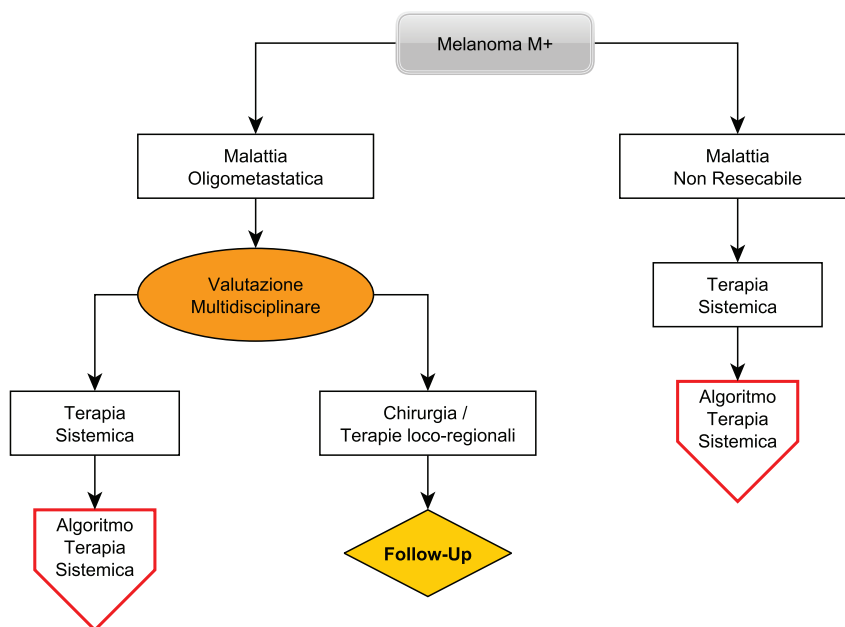 Melanoma M+
Malattia
Oligometastatica
Malattia
Non Resecabile
Valutazione
Multidisciplinare
Terapia
Sistemica
Terapia
Sistemica
Chirurgia /
Terapie loco-regionali
Algoritmo
Terapia
Sistemica
Algoritmo
Terapia
Sistemica
Follow-Up